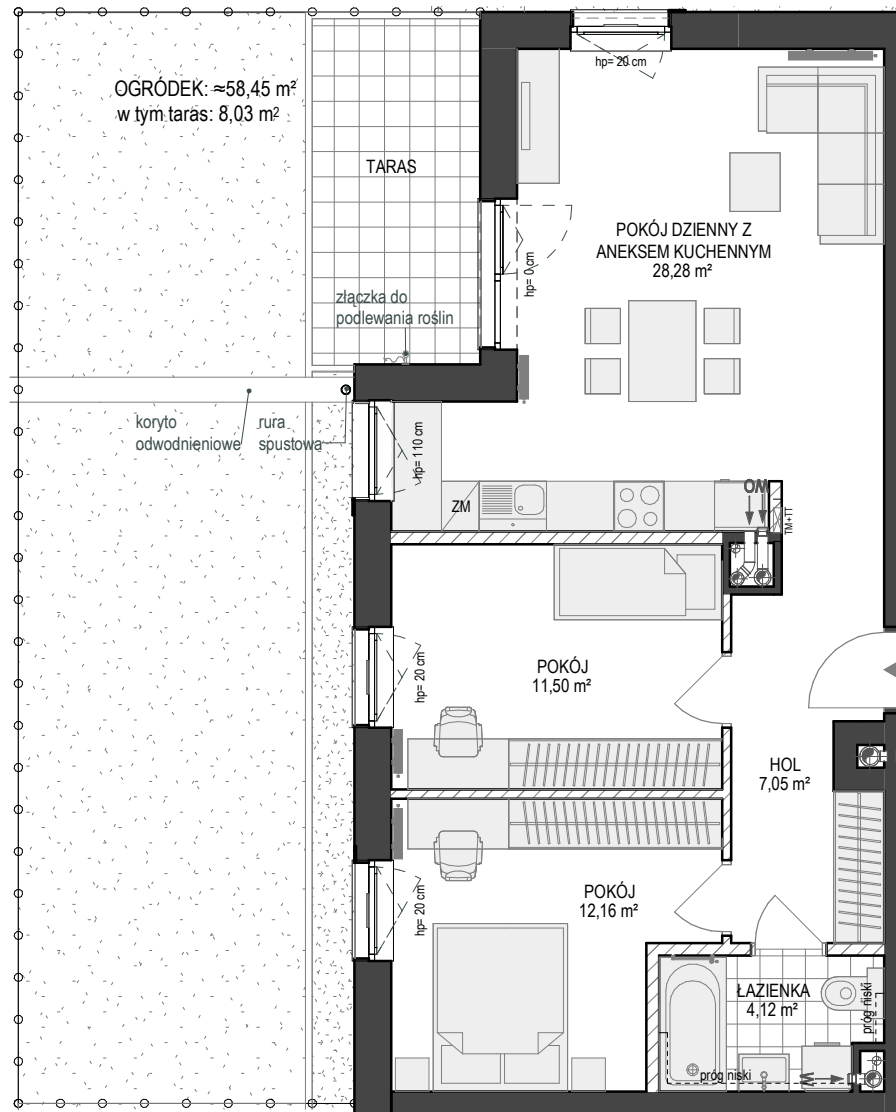 OGRÓDEK: ≈58,45 m²
w tym taras: 8,03 m²
hp= 20 cm
TARAS
POKÓJ DZIENNY Z
ANEKSEM KUCHENNYM
28,28 m²
hp= 0 cm
złączka do
podlewania roślin
koryto
odwodnieniowe
rura
spustowa
hp= 110 cm
ZM
OM
TM+TT
POKÓJ
11,50 m²
hp= 20 cm
HOL
7,05 m²
POKÓJ
12,16 m²
hp= 20 cm
ŁAZIENKA
4,12 m²
próg niski
próg niski
W